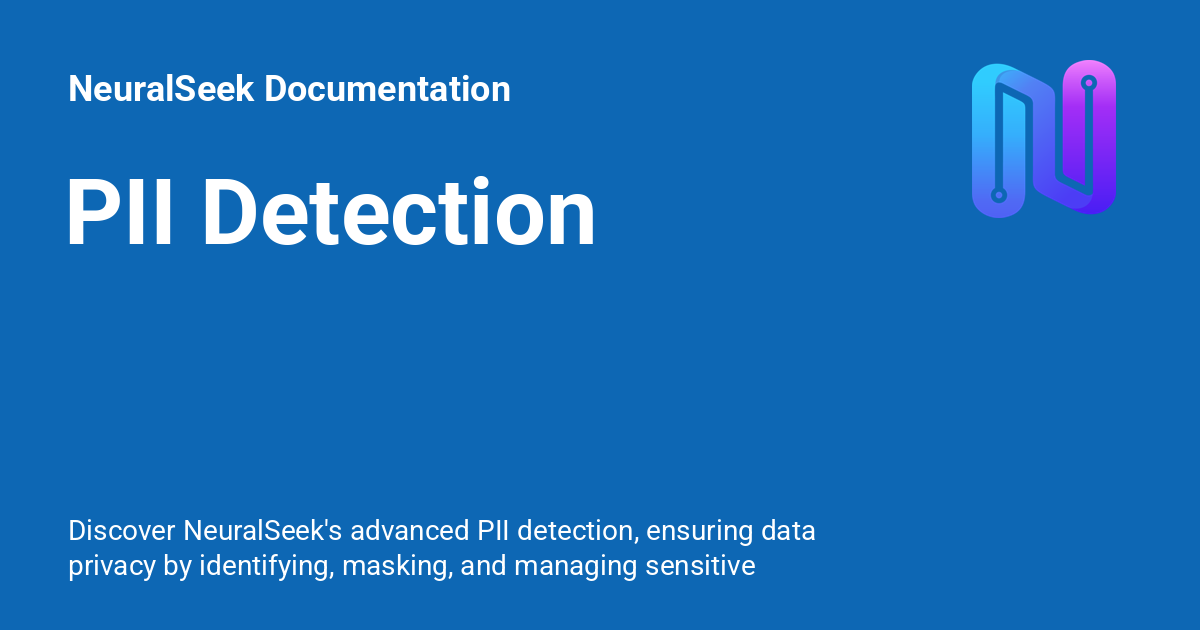 NeuralSeek Documentation
PII Detection
Discover NeuralSeek's advanced PII detection, ensuring data
privacy by identifying, masking, and managing sensitive